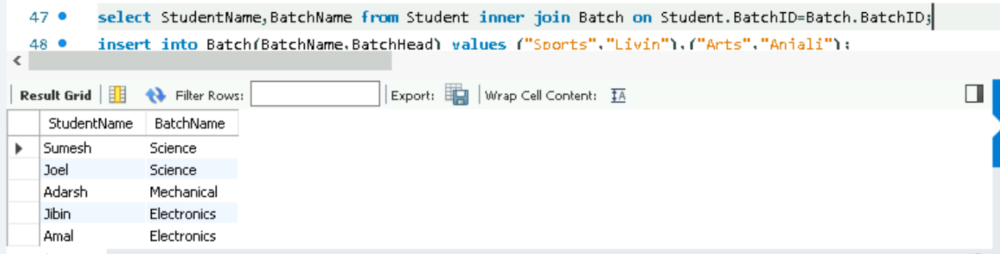 47 select StudentName,BatchName from Student inner join Batch on Student.BatchID=Batch.BatchID;
48 insert into Batch(BatchName,BatchHead) values ("Sports","Livin"),("Arts","Anjali");
Result Grid Filter Rows: Export: Wrap Cell Content: IA
StudentName BatchName
Sumesh Science
Joel Science
Adarsh Mechanical
Jibin Electronics
Amal Electronics